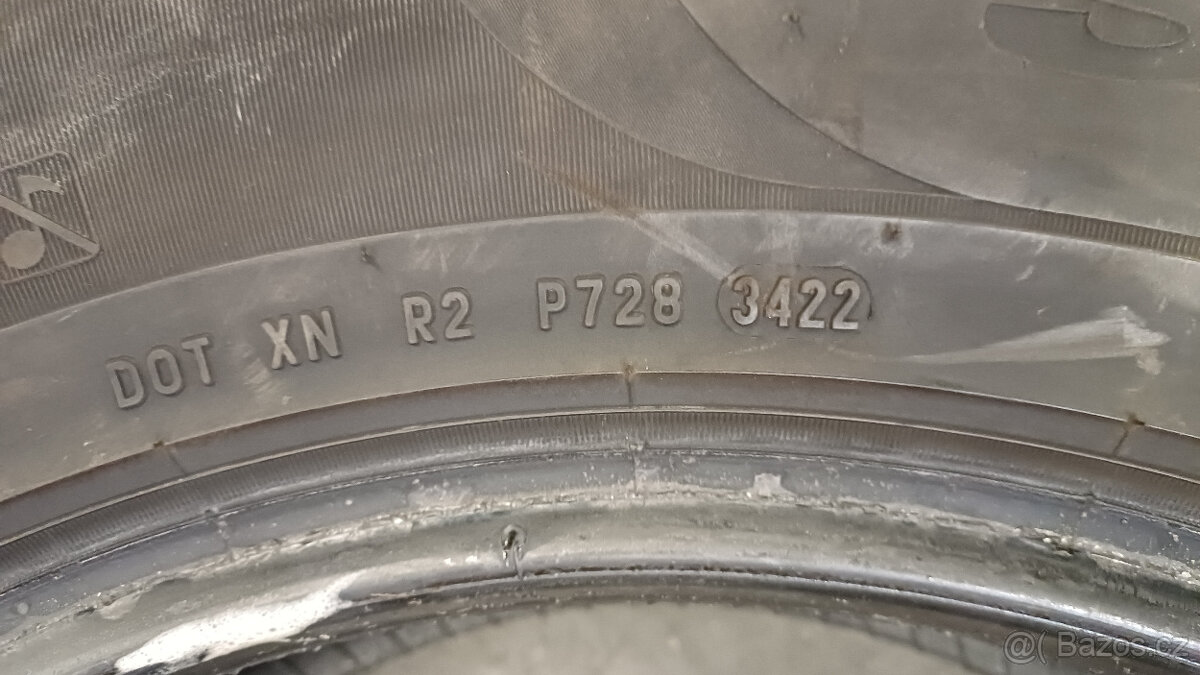 DOT XN R2 P728 3422
@( Bazos.cz